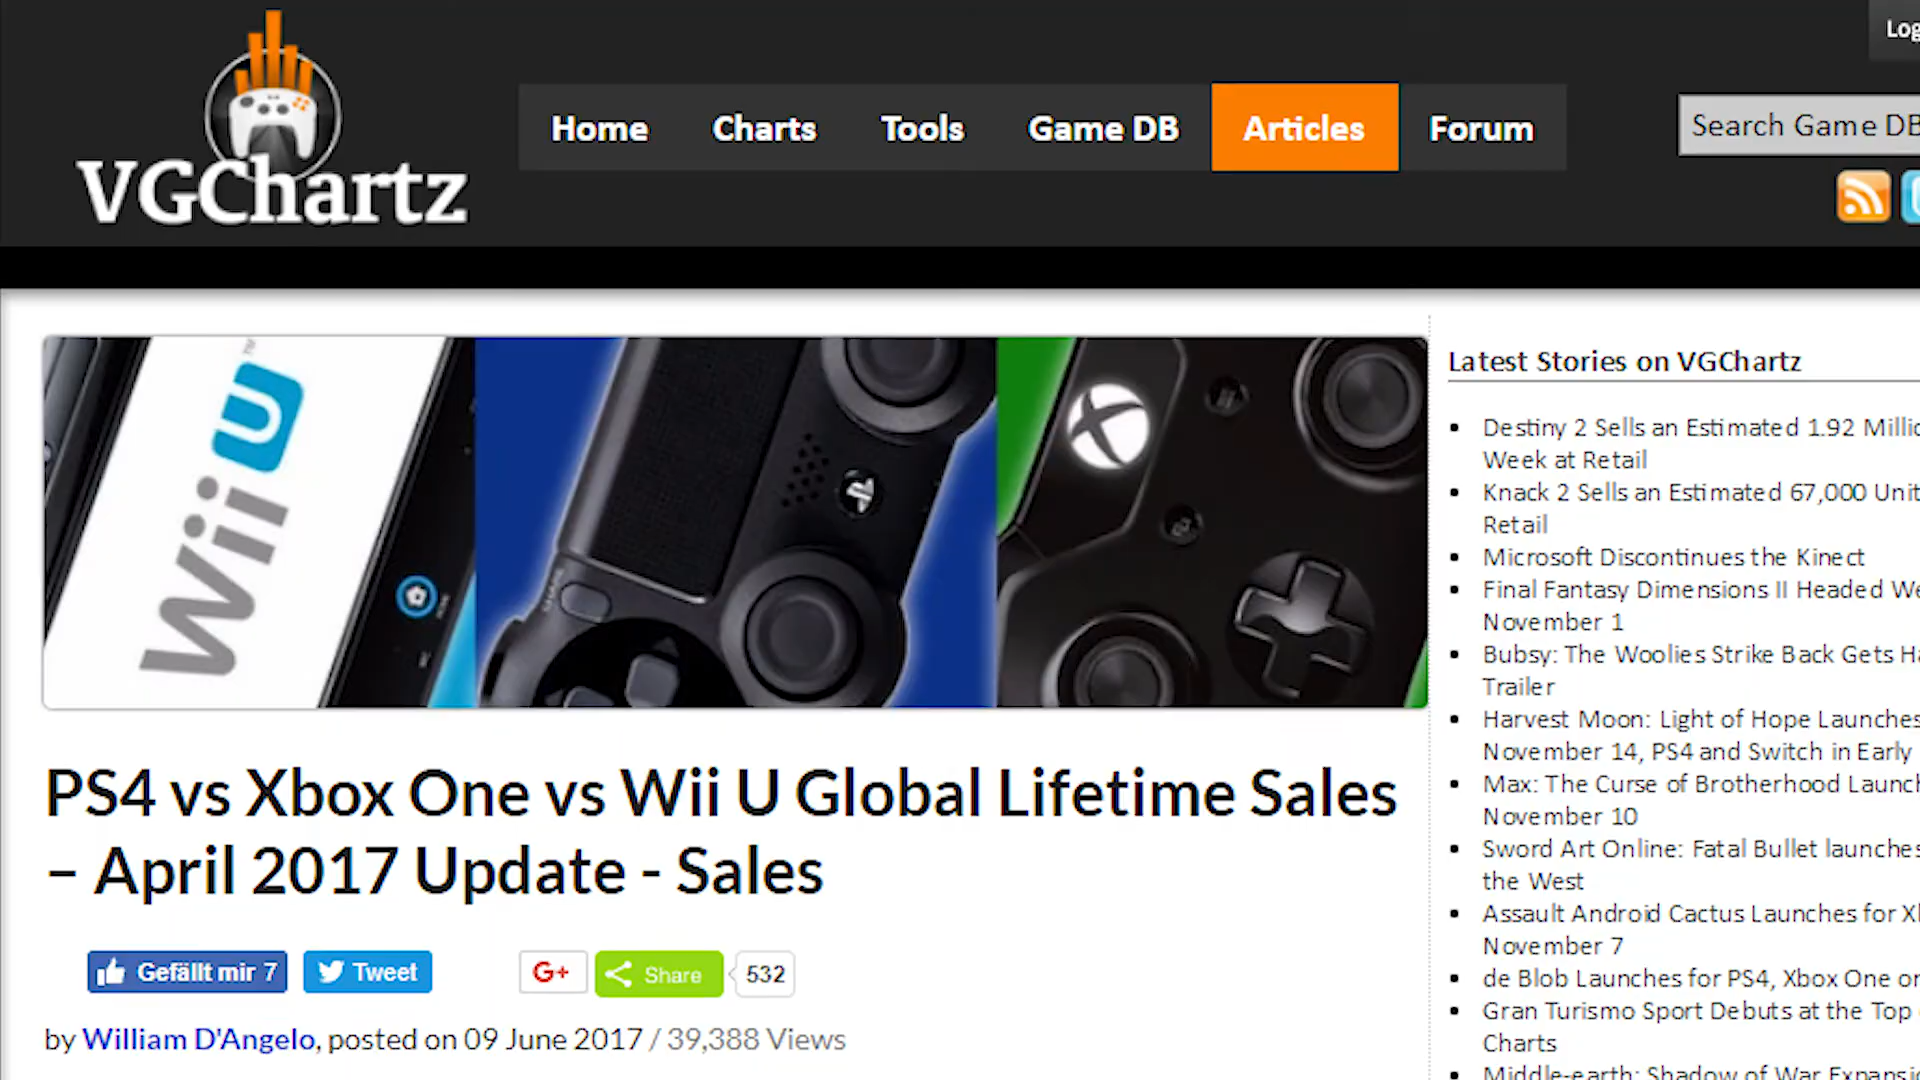 Log
VGChartz
Home Charts Tools Game DB Articles Forum
Search Game DB
Wii U
Latest Stories on VGChartz
Destiny 2 Sells an Estimated 1.92
Week at Retail
Knack 2 Sells an Estimated 67,000
Retail
Microsoft Discontinues the Kinect
Final Fantasy Dimensions II Headed
November 1
Bubsy: The Woolies Strike Back Gets
Trailer
Harvest Moon: Light of Hope Launches
November 14, PS4 and Switch in Early
Max: The Curse of Brotherhood
November 10
Sword Art Online: Fatal Bullet launches
the West
Assault Android Cactus Launches for
November 7
de Blob Launches for PS4, Xbox One
Gran Turismo Sport Debuts at the Top
Charts
Middle-earth: Shadow of War
PS4 vs Xbox One vs Wii U Global Lifetime Sales
– April 2017 Update - Sales
Gefällt mir 7 Tweet G+ Share 532
by William D'Angelo, posted on 09 June 2017 / 39,388 Views